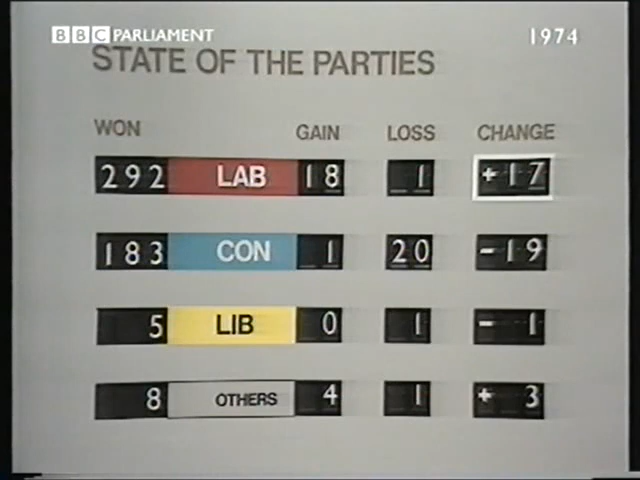 BBC PARLIAMENT 1974
STATE OF THE PARTIES
WON GAIN LOSS CHANGE
292 LAB 18 1 +17
183 CON 1 20 -19
5 LIB 0 1 - 1
8 OTHERS 4 1 + 3